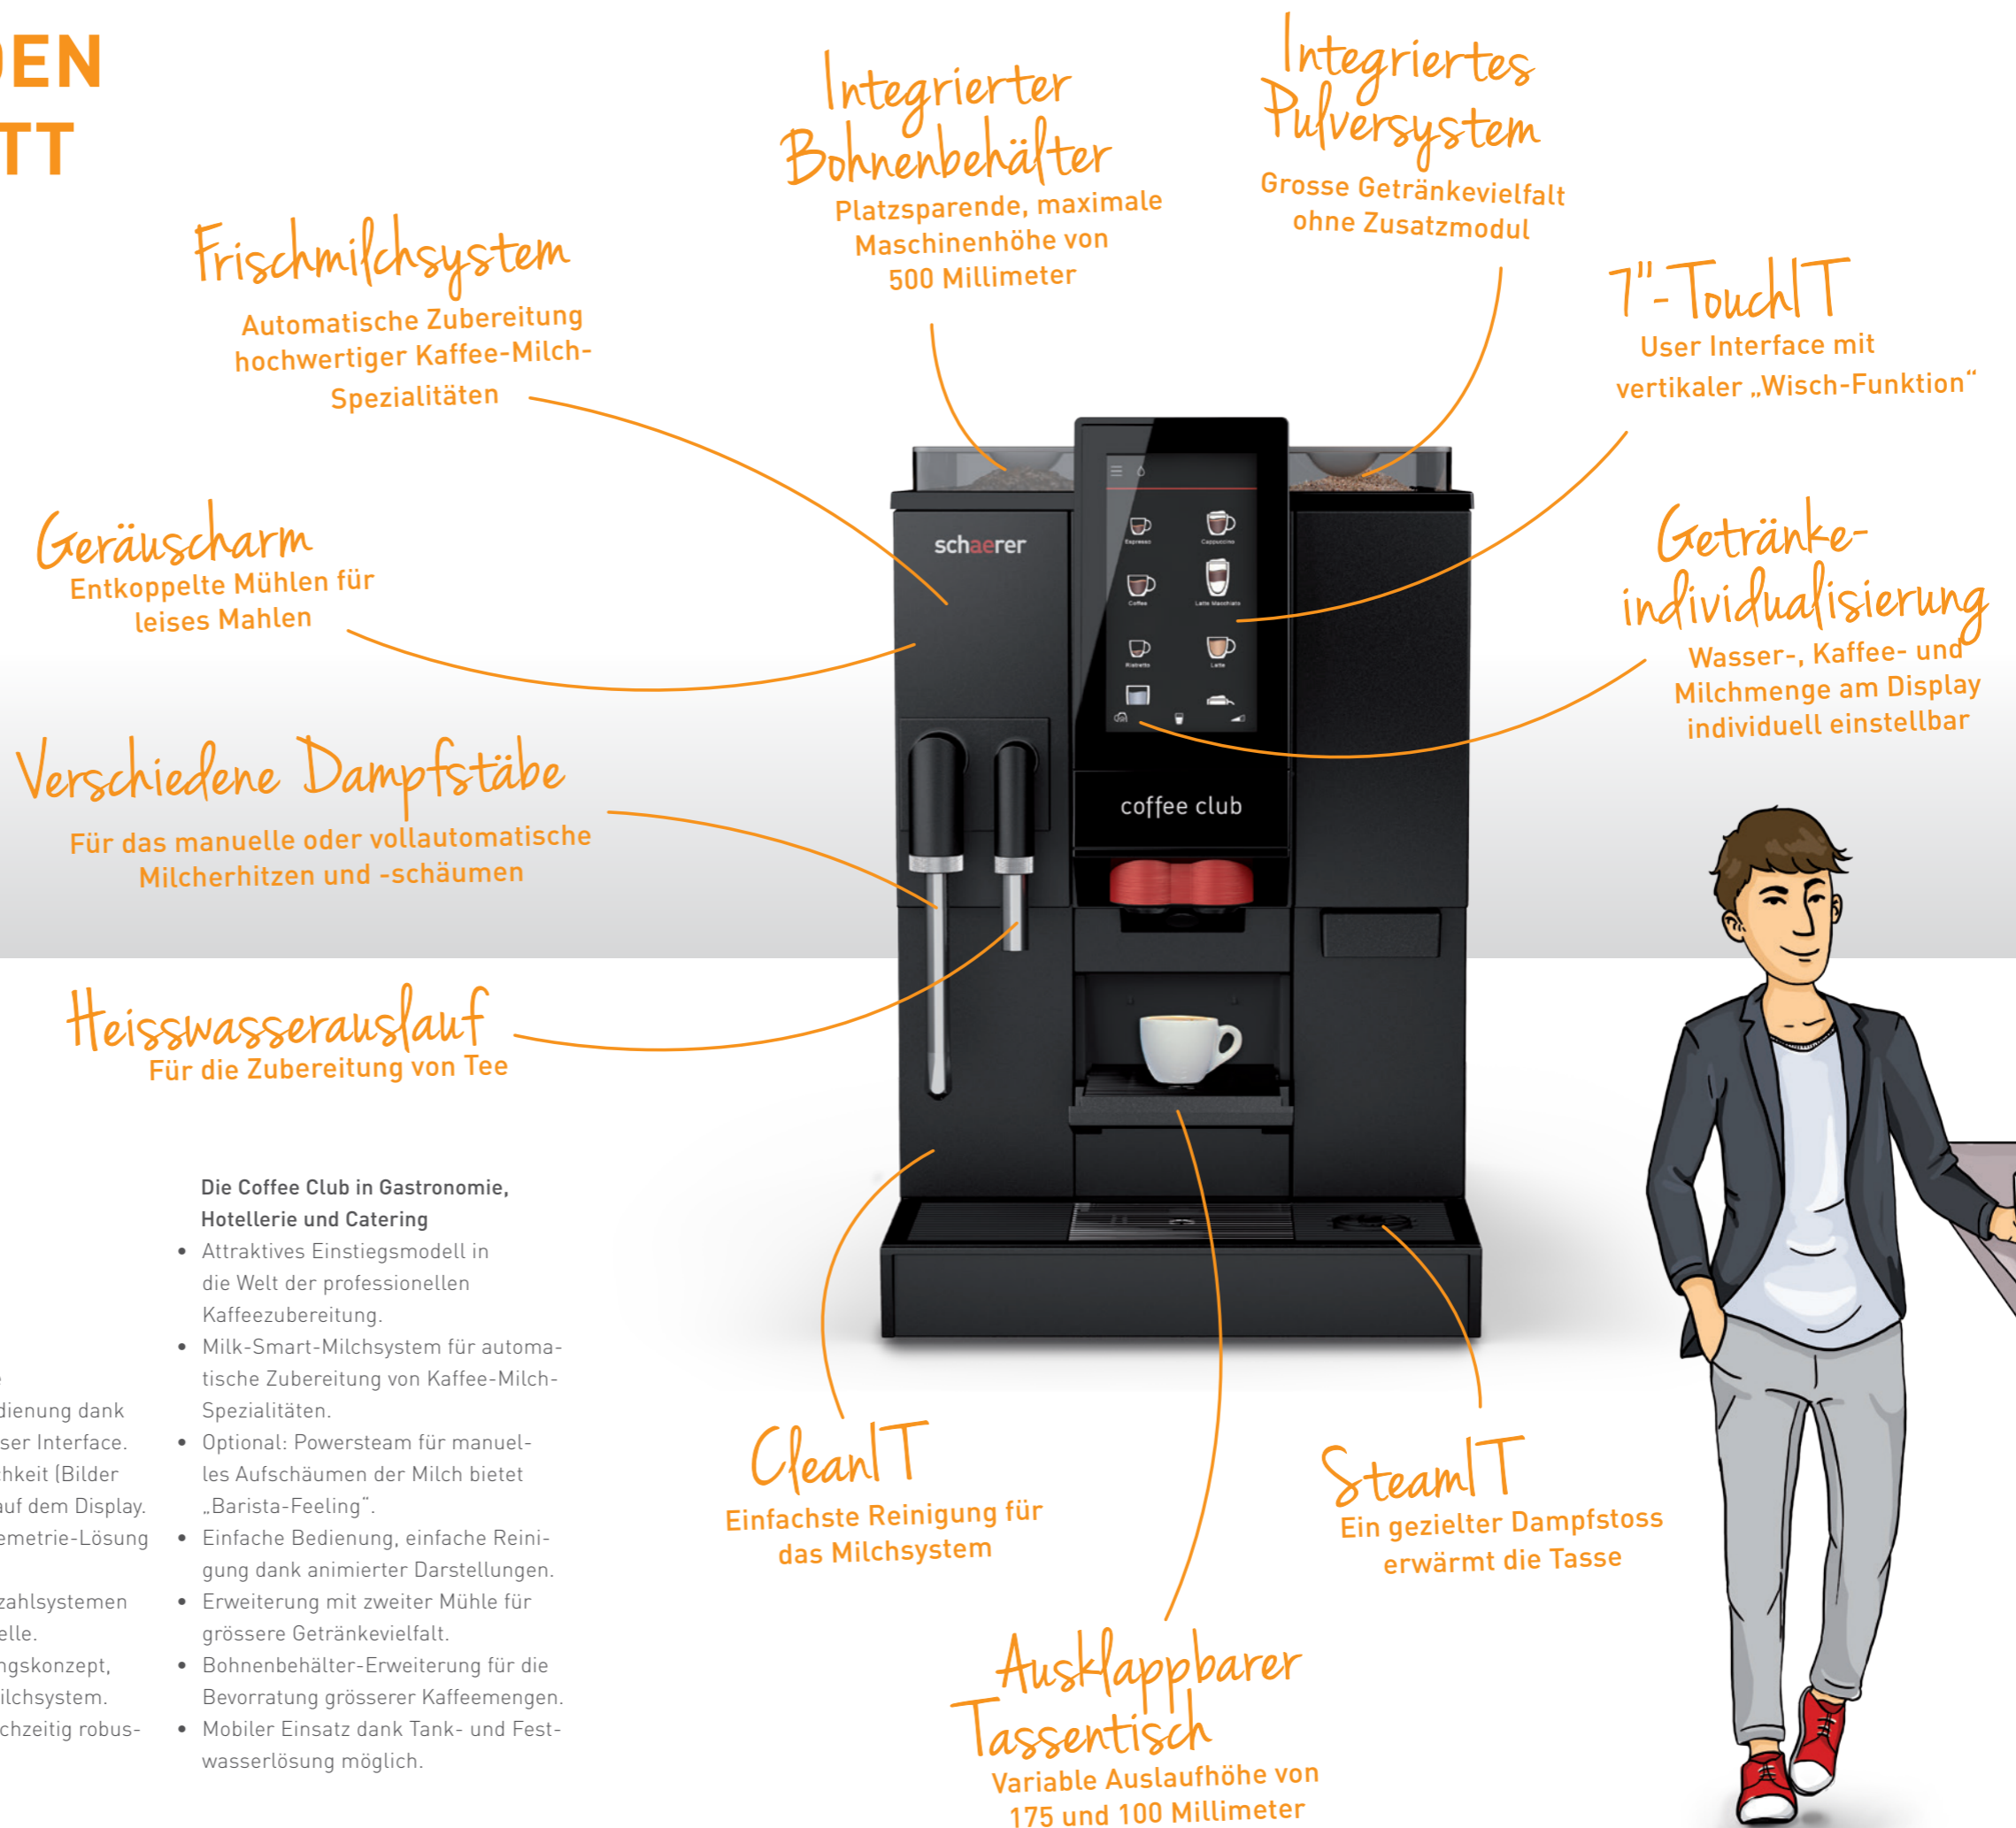 DEN
TT
Integrierter
Bohnenbehälter
Platzsparende, maximale
Maschinenhöhe von
500 Millimeter
Integriertes
Pulversystem
Grosse Getränkevielfalt
ohne Zusatzmodul
Frischmilchsystem
Automatische Zubereitung
hochwertiger Kaffee-Milch-
Spezialitäten
7"-TouchIT
User Interface mit
vertikaler „Wisch-Funktion“
Geräuscharm
Entkoppelte Mühlen für
leises Mahlen
Getränke-
individualisierung
Wasser-, Kaffee- und
Milchmenge am Display
individuell einstellbar
Verschiedene Dampfstäbe
Für das manuelle oder vollautomatische
Milcherhitzen und -schäumen
Heisswasserauslauf
Für die Zubereitung von Tee
schaerer
Espresso
Cappuccino
Coffee
Latte Macchiato
Ristretto
Latte
coffee club
dienung dank
ser Interface.
hkeit (Bilder
auf dem Display.
emetrie-Lösung
zahlsystemen
elle.
ngskonzept,
ilchsystem.
chzeitig robus-
Die Coffee Club in Gastronomie,
Hotellerie und Catering
• Attraktives Einstiegsmodell in
die Welt der professionellen
Kaffeezubereitung.
• Milk-Smart-Milchsystem für automa-
tische Zubereitung von Kaffee-Milch-
Spezialitäten.
• Optional: Powersteam für manuel-
les Aufschäumen der Milch bietet
„Barista-Feeling“.
• Einfache Bedienung, einfache Reini-
gung dank animierter Darstellungen.
• Erweiterung mit zweiter Mühle für
grössere Getränkevielfalt.
• Bohnenbehälter-Erweiterung für die
Bevorratung grösserer Kaffeemengen.
• Mobiler Einsatz dank Tank- und Fest-
wasserlösung möglich.
CleanIT
Einfachste Reinigung für
das Milchsystem
SteamIT
Ein gezielter Dampfstoss
erwärmt die Tasse
Ausklappbarer
Tassentisch
Variable Auslaufhöhe von
175 und 100 Millimeter